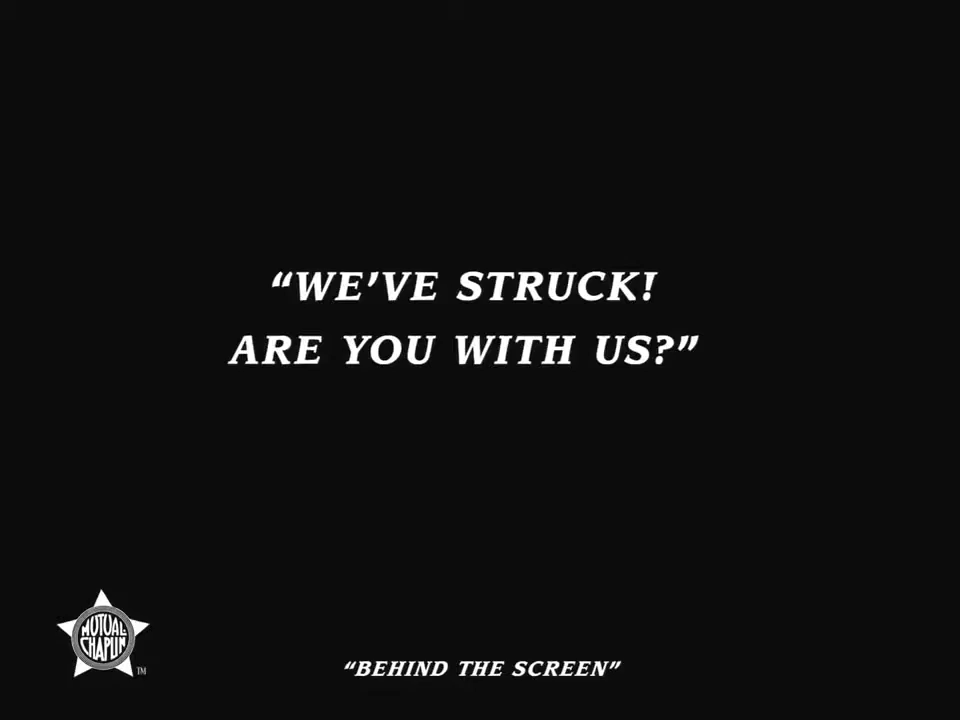 “WE’VE STRUCK!
ARE YOU WITH US?”
MUTUAL
CHAPLIN
TM
“BEHIND THE SCREEN”